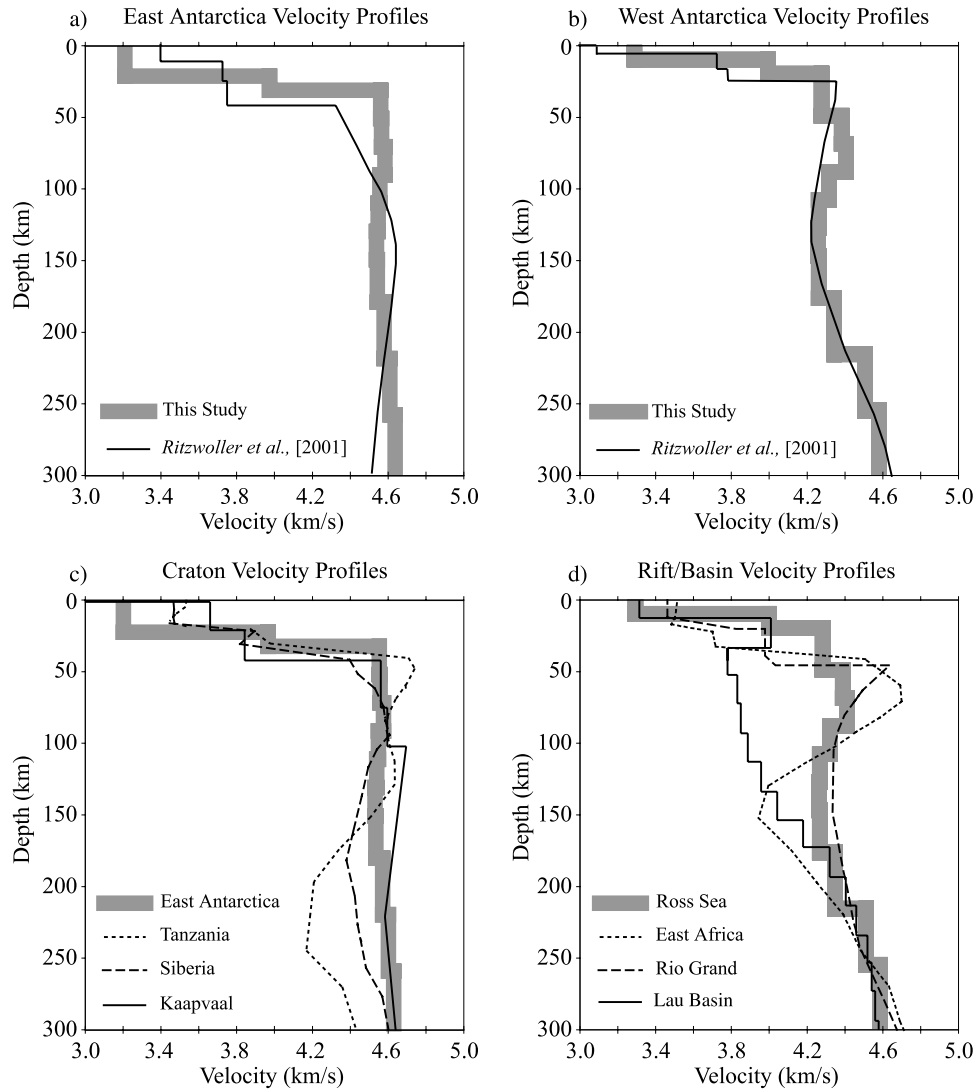 a) East Antarctica Velocity Profiles
0
50
100
150
200
250
300
Depth (km)
This Study
Ritzwoller et al., [2001]
3.0 3.4 3.8 4.2 4.6 5.0
Velocity (km/s)
b) West Antarctica Velocity Profiles
0
50
100
150
200
250
300
Depth (km)
This Study
Ritzwoller et al., [2001]
3.0 3.4 3.8 4.2 4.6 5.0
Velocity (km/s)
c) Craton Velocity Profiles
0
50
100
150
200
250
300
Depth (km)
East Antarctica
Tanzania
Siberia
Kaapvaal
3.0 3.4 3.8 4.2 4.6 5.0
Velocity (km/s)
d) Rift/Basin Velocity Profiles
0
50
100
150
200
250
300
Depth (km)
Ross Sea
East Africa
Rio Grand
Lau Basin
3.0 3.4 3.8 4.2 4.6 5.0
Velocity (km/s)